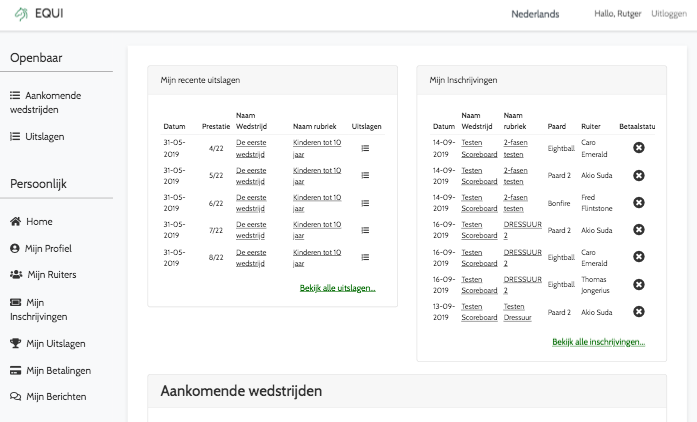 EQUI
Nederlands
Hallo, Rutger
Uitloggen
Openbaar
Aankomende
wedstrijden
Uitslagen
Persoonlijk
Home
Mijn Profiel
Mijn Ruiters
Mijn
Inschrijvingen
Mijn Uitslagen
Mijn Betalingen
Mijn Berichten
Mijn recente uitslagen
Datum Prestatie Naam Wedstrijd Naam rubriek Uitslagen
31-05-2019 4/22 De eerste wedstrijd Kinderen tot 10 jaar
31-05-2019 5/22 De eerste wedstrijd Kinderen tot 10 jaar
31-05-2019 6/22 De eerste wedstrijd Kinderen tot 10 jaar
31-05-2019 7/22 De eerste wedstrijd Kinderen tot 10 jaar
31-05-2019 8/22 De eerste wedstrijd Kinderen tot 10 jaar
Bekijk alle uitslagen...
Mijn Inschrijvingen
Datum Naam Wedstrijd Naam rubriek Paard Ruiter Betaalstatu
14-09-2019 Testen Scoreboard 2-fasen testen Eightball Caro Emerald
14-09-2019 Testen Scoreboard 2-fasen testen Paard 2 Akio Suda
14-09-2019 Testen Scoreboard 2-fasen testen Bonfire Fred Flintstone
16-09-2019 Testen Scoreboard DRESSUUR 2 Paard 2 Akio Suda
16-09-2019 Testen Scoreboard DRESSUUR 2 Eightball Caro Emerald
16-09-2019 Testen Scoreboard DRESSUUR 2 Eightball Thomas Jongerius
13-09-2019 Testen Scoreboard Testen Dressuur Paard 2 Akio Suda
Bekijk alle inschrijvingen...
Aankomende wedstrijden